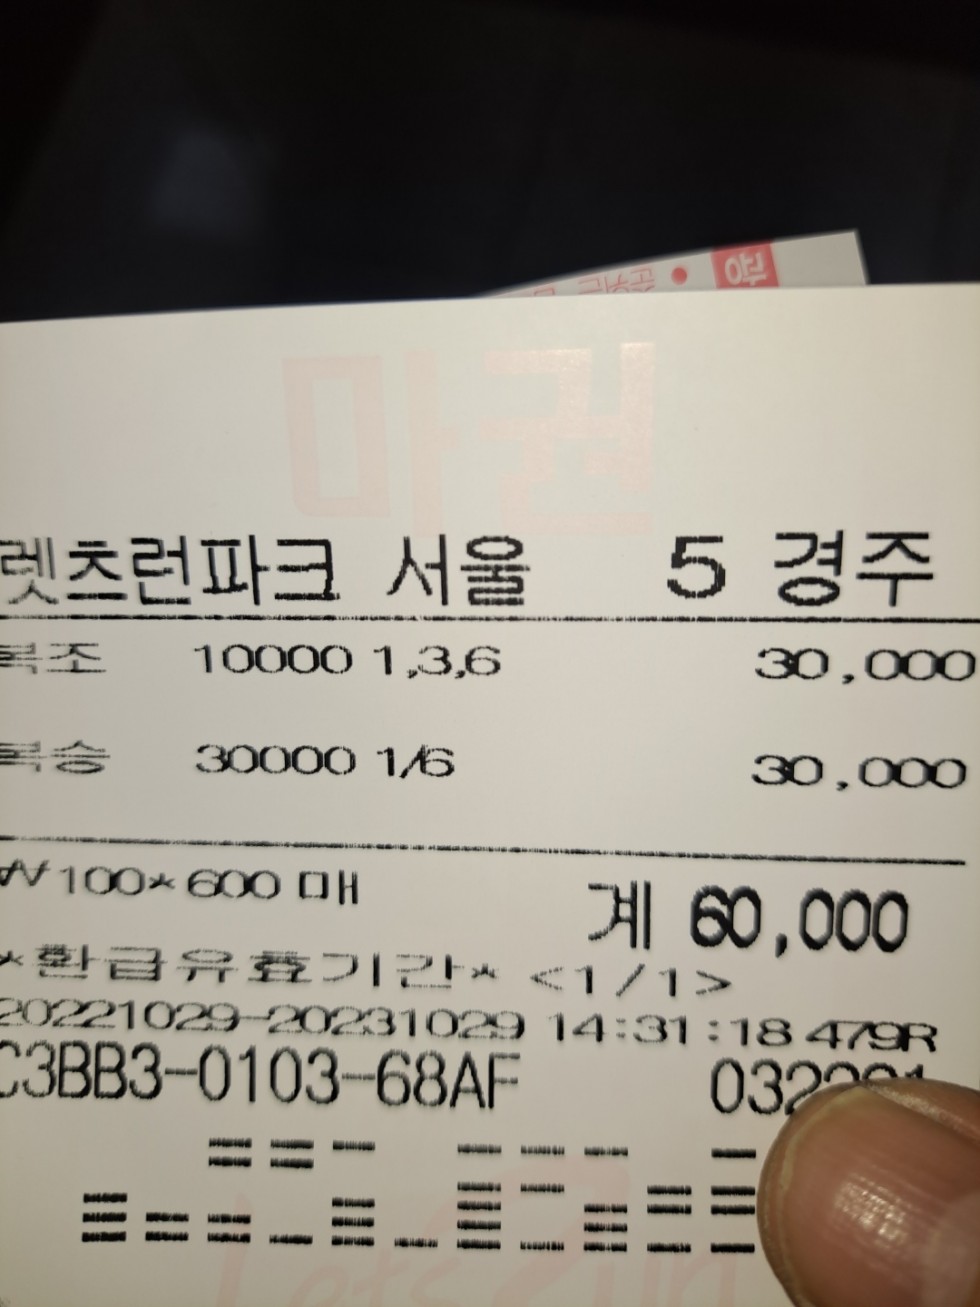 마권
렛츠런파크 서울 5 경주
복조 10000 1,3,6 30,000
복승 30000 1/6 30,000
₩100*600 매 계 60,000
*환급유효기간* <1/1>
20221029-20231029 14:31:18 479R
C3BB3-0103-68AF